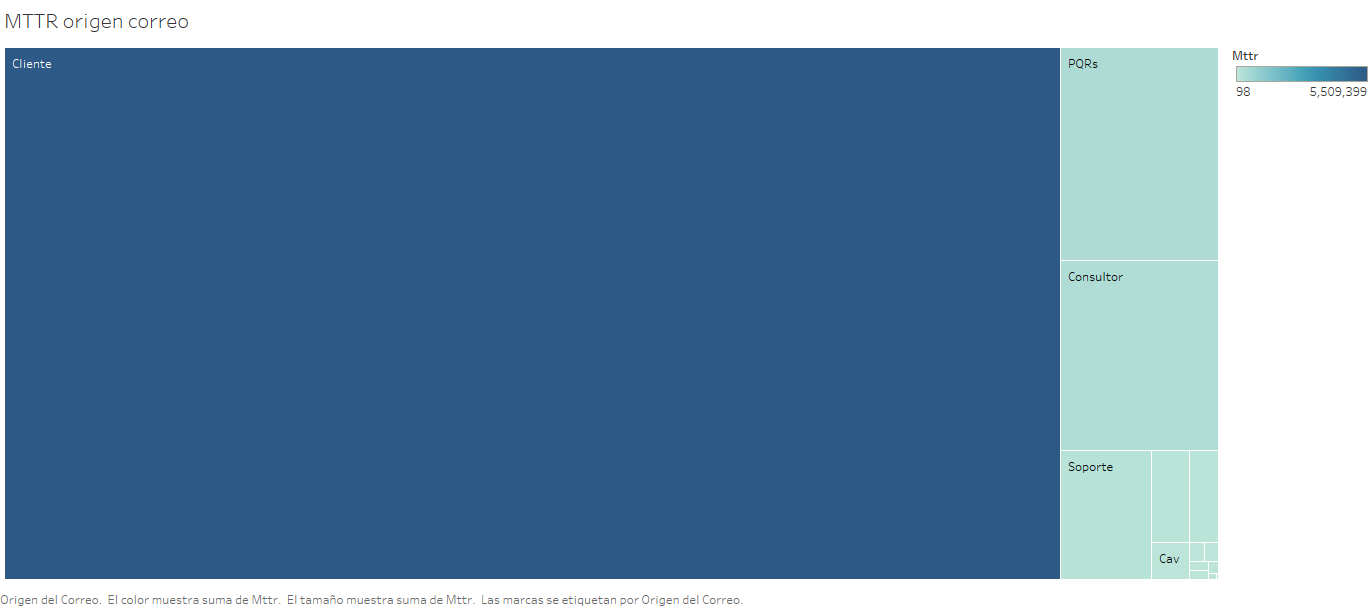 MTTR origen correo
Cliente
PQRs
Consultor
Soporte
Cav
Mttr
98 5,509,399
Origen del Correo. El color muestra suma de Mttr. El tamaño muestra suma de Mttr. Las marcas se etiquetan por Origen del Correo.